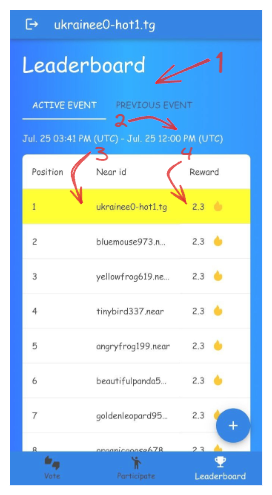 ukrainee0-hot1.tg
Leaderboard
1
ACTIVE EVENT PREVIOUS EVENT
2
Jul. 25 03:41 PM (UTC) - Jul. 25 12:00 PM (UTC)
3 4
Position Near id Reward
1 ukrainee0-hot1.tg 2.3
2 bluemouse973.n... 2.3
3 yellowfrog619.ne... 2.3
4 tinybird337.near 2.3
5 angryfrog199.near 2.3
6 beautifulpanda5... 2.3
7 goldenleopard95... 2.3
+
8 organicgoose678
Vote Participate Leaderboard